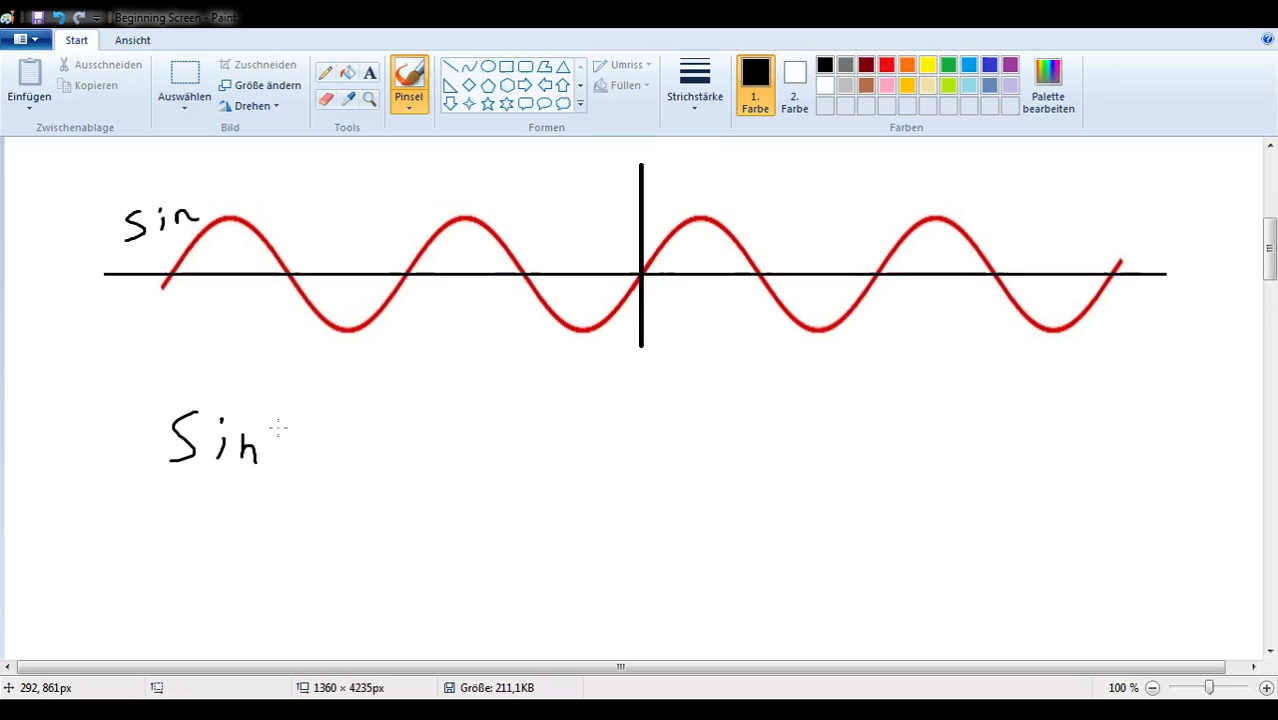 Beginning Screen - Paint
Start Ansicht
Einfügen
Ausschneiden
Kopieren
Zwischenablage
Auswählen
Zuschneiden
Größe ändern
Drehen
Bild
A
Tools
Pinsel
Formen
Umriss
Füllen
Strichstärke
1.
Farbe
2.
Farbe
Palette
bearbeiten
Farben
sin
Sin
292, 861px
1360 × 4235px
Größe: 211,1KB
100 %